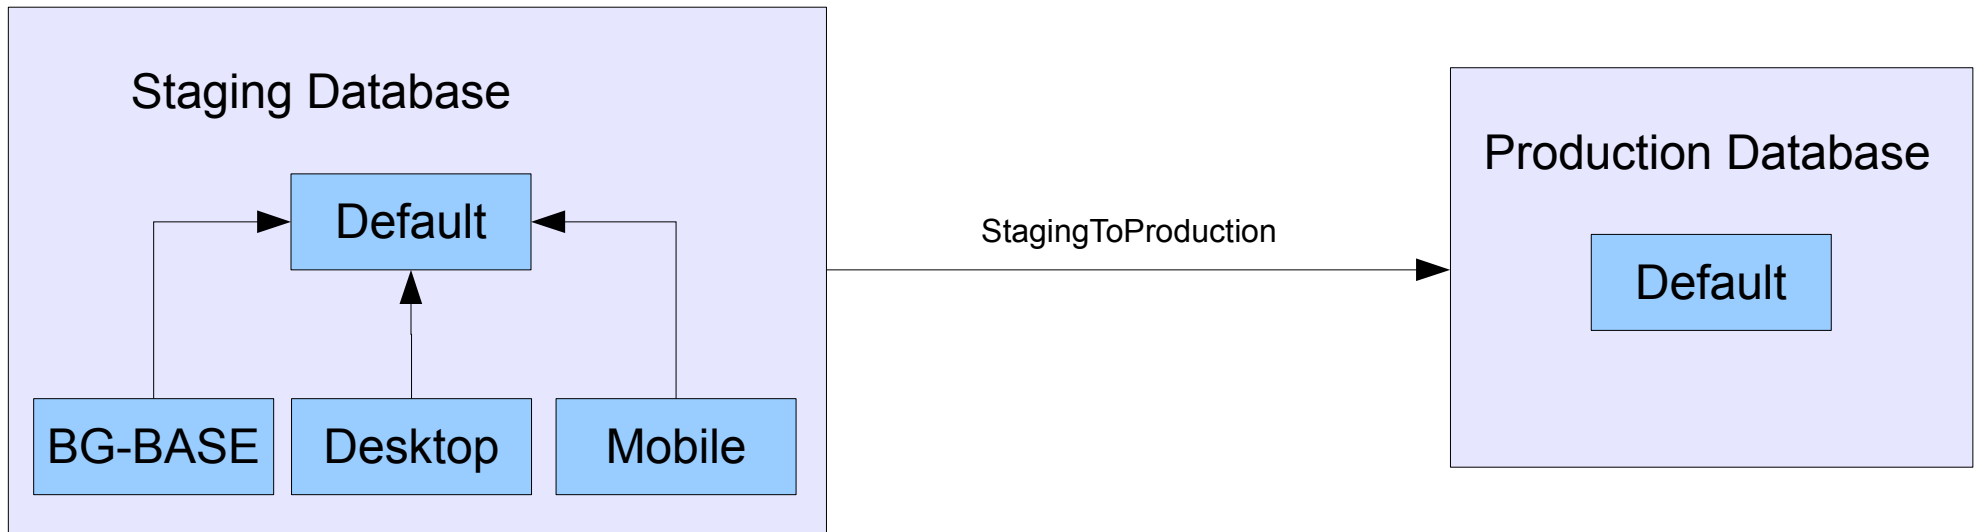 Staging Database
Default
BG-BASE
Desktop
Mobile
StagingToProduction
Production Database
Default